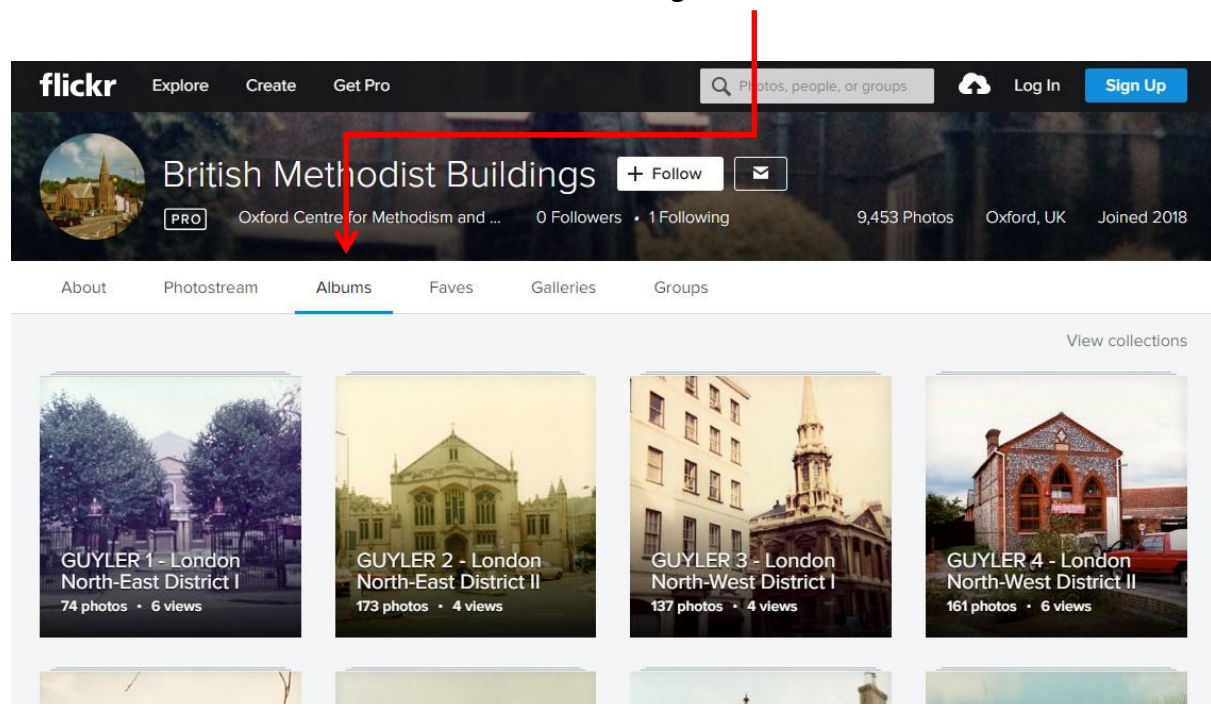 flickr Explore Create Get Pro Photos, people, or groups Log In Sign Up
British Methodist Buildings + Follow
PRO Oxford Centre for Methodism and ... 0 Followers • 1 Following 9,453 Photos Oxford, UK Joined 2018
About Photostream Albums Faves Galleries Groups
View collections
GUYLER 1 - London
North-East District I
74 photos • 6 views
GUYLER 2 - London
North-East District II
173 photos • 4 views
GUYLER 3 - London
North-West District I
137 photos • 4 views
GUYLER 4 - London
North-West District II
161 photos • 6 views